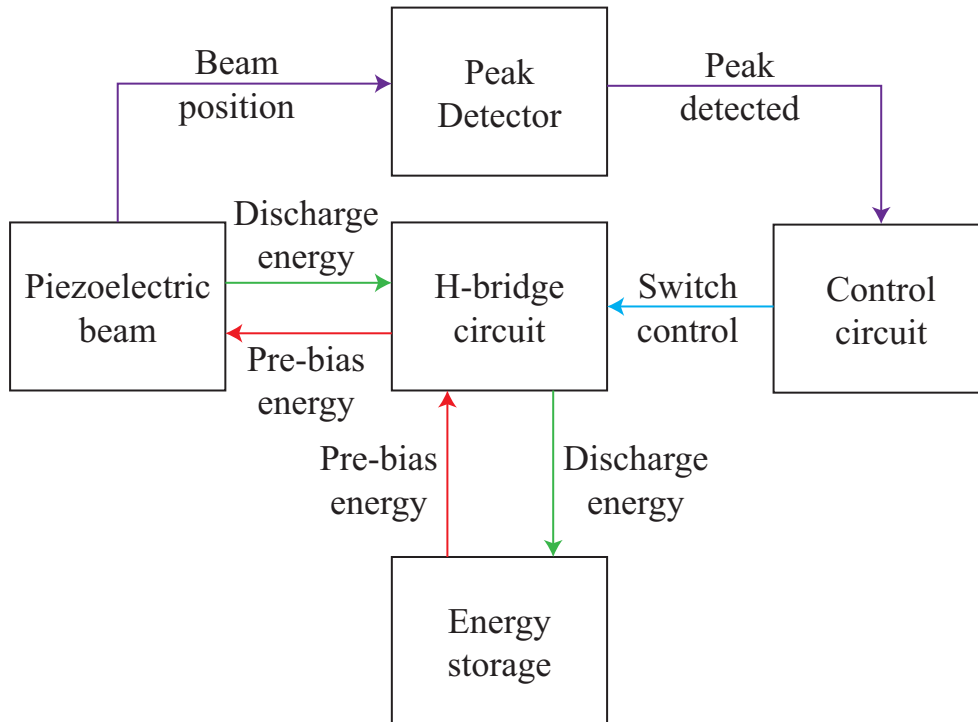 Beam
position
Peak
Detector
Peak
detected
Piezoelectric
beam
Discharge
energy
Pre-bias
energy
H-bridge
circuit
Switch
control
Control
circuit
Pre-bias
energy
Discharge
energy
Energy
storage